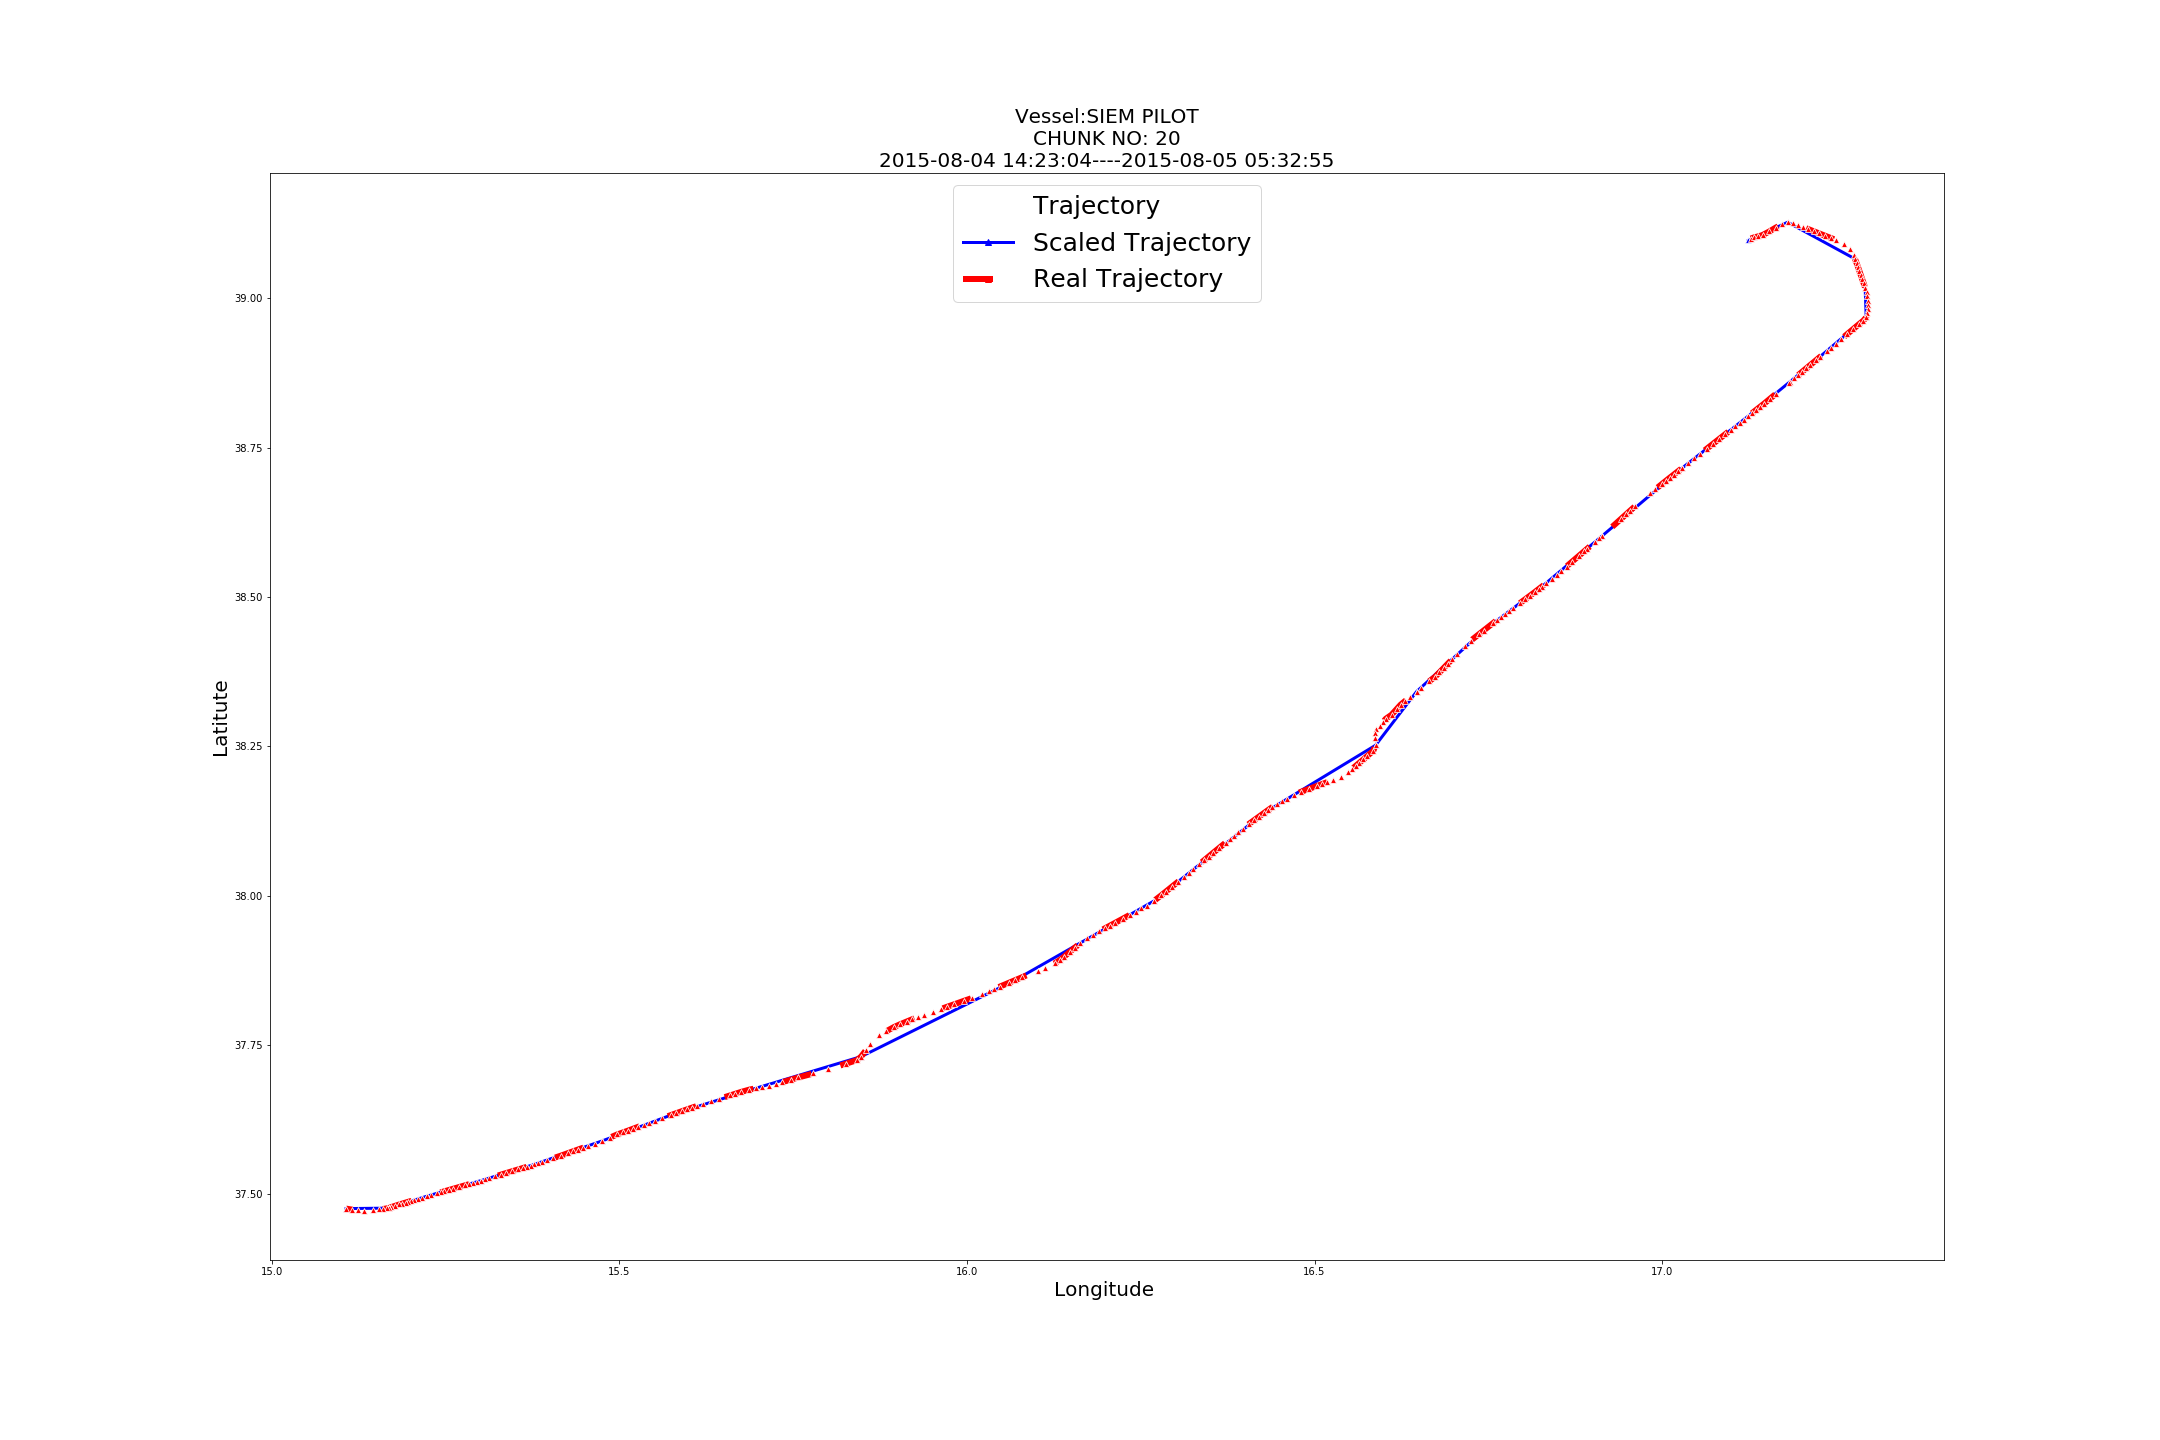 Vessel:SIEM PILOT
CHUNK NO: 20
2015-08-04 14:23:04----2015-08-05 05:32:55
Trajectory
Scaled Trajectory
Real Trajectory
39.00
38.75
38.50
38.25
38.00
37.75
37.50
Latitute
15.0
15.5
16.0
16.5
17.0
Longitude